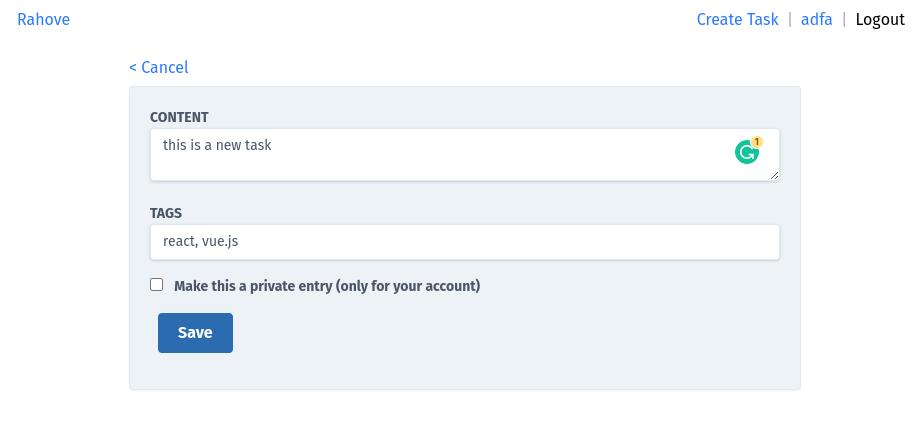 Rahove Create Task | adfa | Logout
< Cancel
CONTENT
this is a new task
1
TAGS
react, vue.js
Make this a private entry (only for your account)
Save